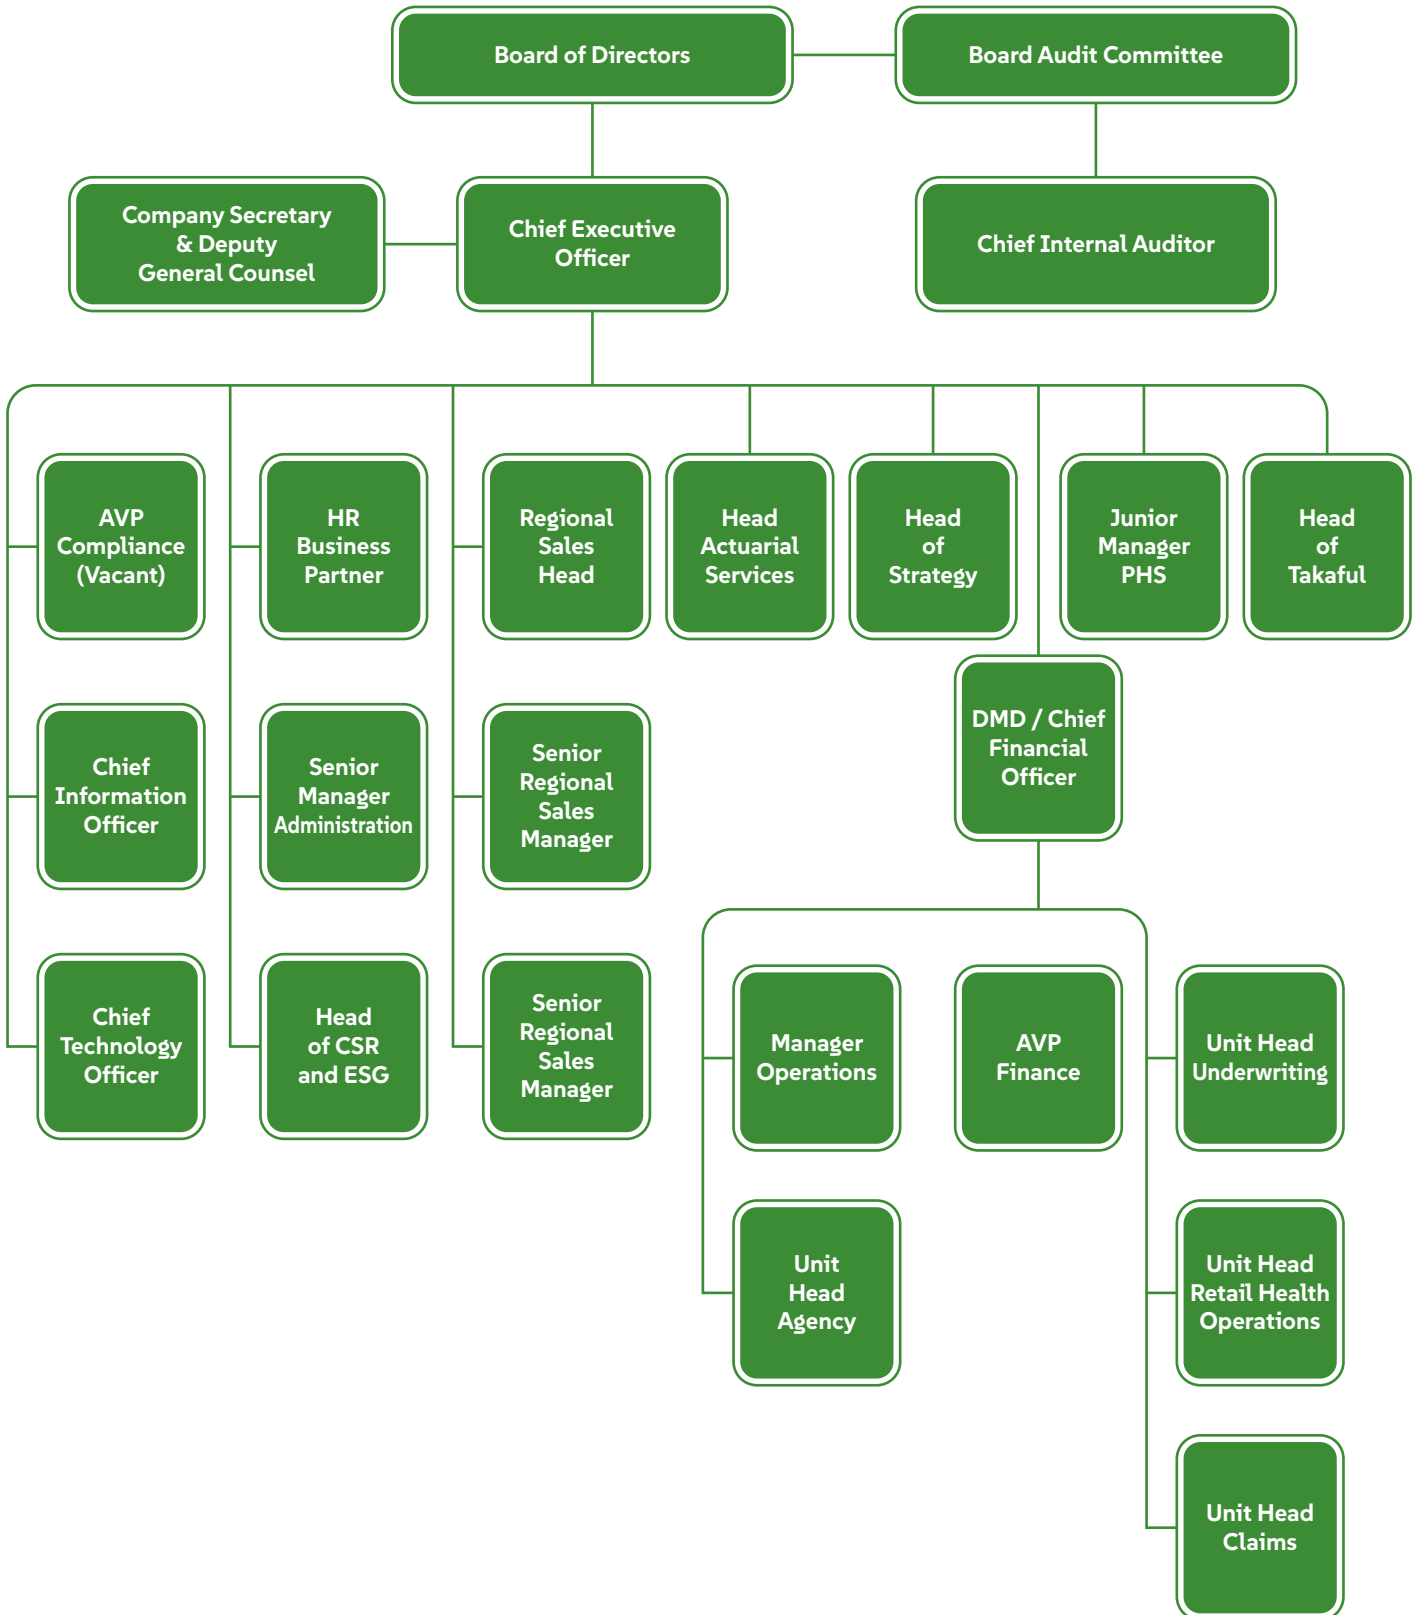 Board of Directors
Board Audit Committee
Company Secretary
& Deputy
General Counsel
Chief Executive
Officer
Chief Internal Auditor
AVP
Compliance
(Vacant)
HR
Business
Partner
Regional
Sales
Head
Head
Actuarial
Services
Head
of
Strategy
Junior
Manager
PHS
Head
of
Takaful
DMD / Chief
Financial
Officer
Chief
Information
Officer
Senior
Manager
Administration
Senior
Regional
Sales
Manager
Chief
Technology
Officer
Head
of CSR
and ESG
Senior
Regional
Sales
Manager
Manager
Operations
AVP
Finance
Unit Head
Underwriting
Unit
Head
Agency
Unit Head
Retail Health
Operations
Unit Head
Claims